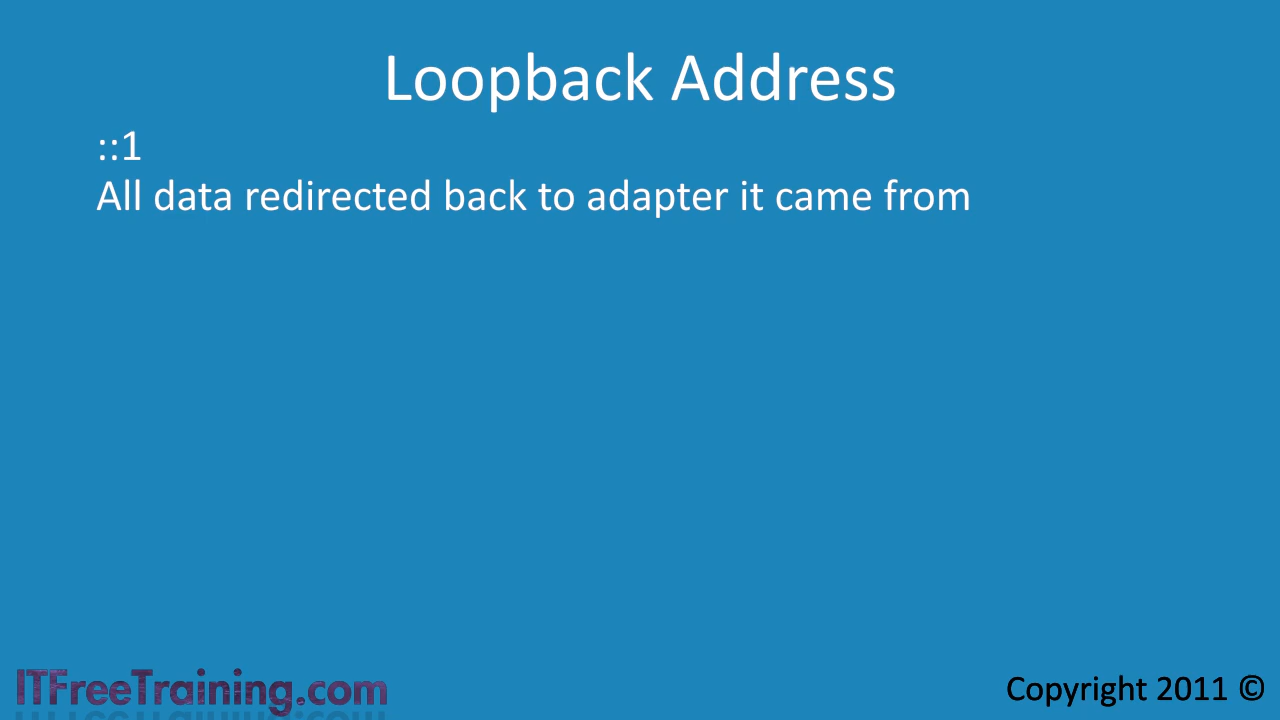 Loopback Address
::1
All data redirected back to adapter it came from
ITFreeTraining.com
Copyright 2011 ©